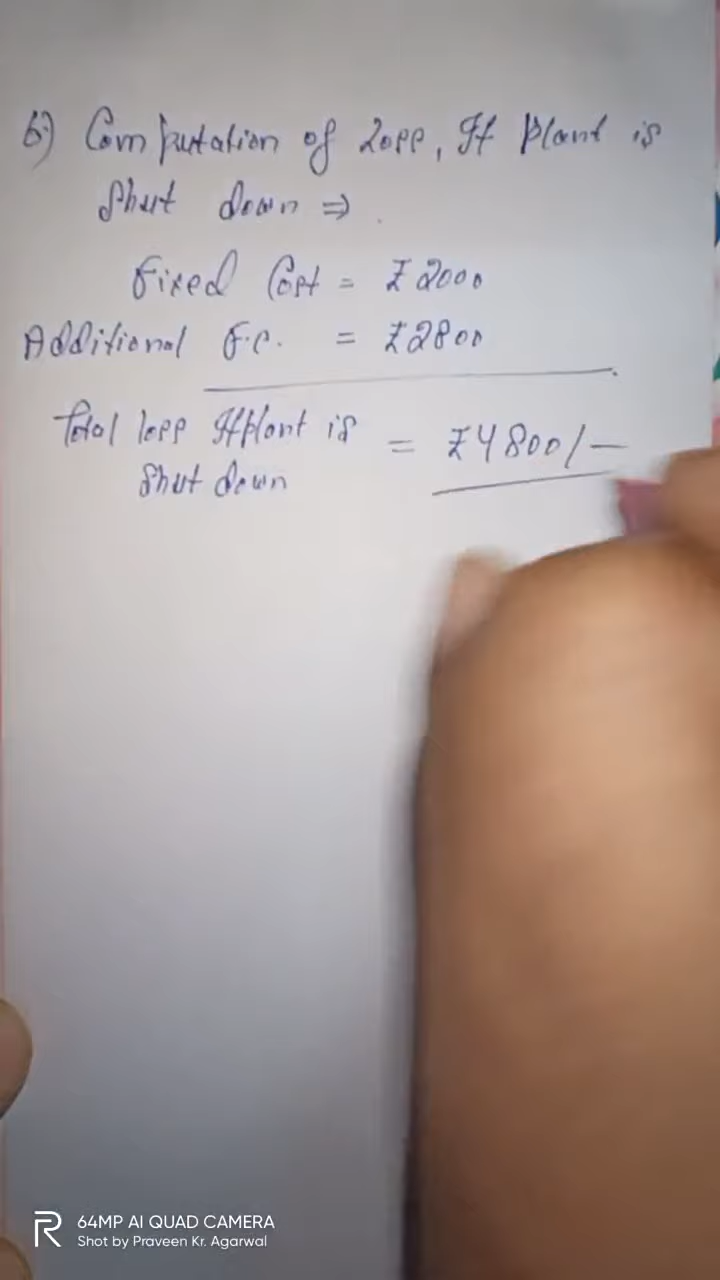 b) Computation of Loss, If Plant is
Shut down ⇒
Fixed Cost = ₹2000
Additional F.C. = ₹2800
Total loss If plant is
Shut down = ₹4800/-
64MP AI QUAD CAMERA
Shot by Praveen Kr. Agarwal